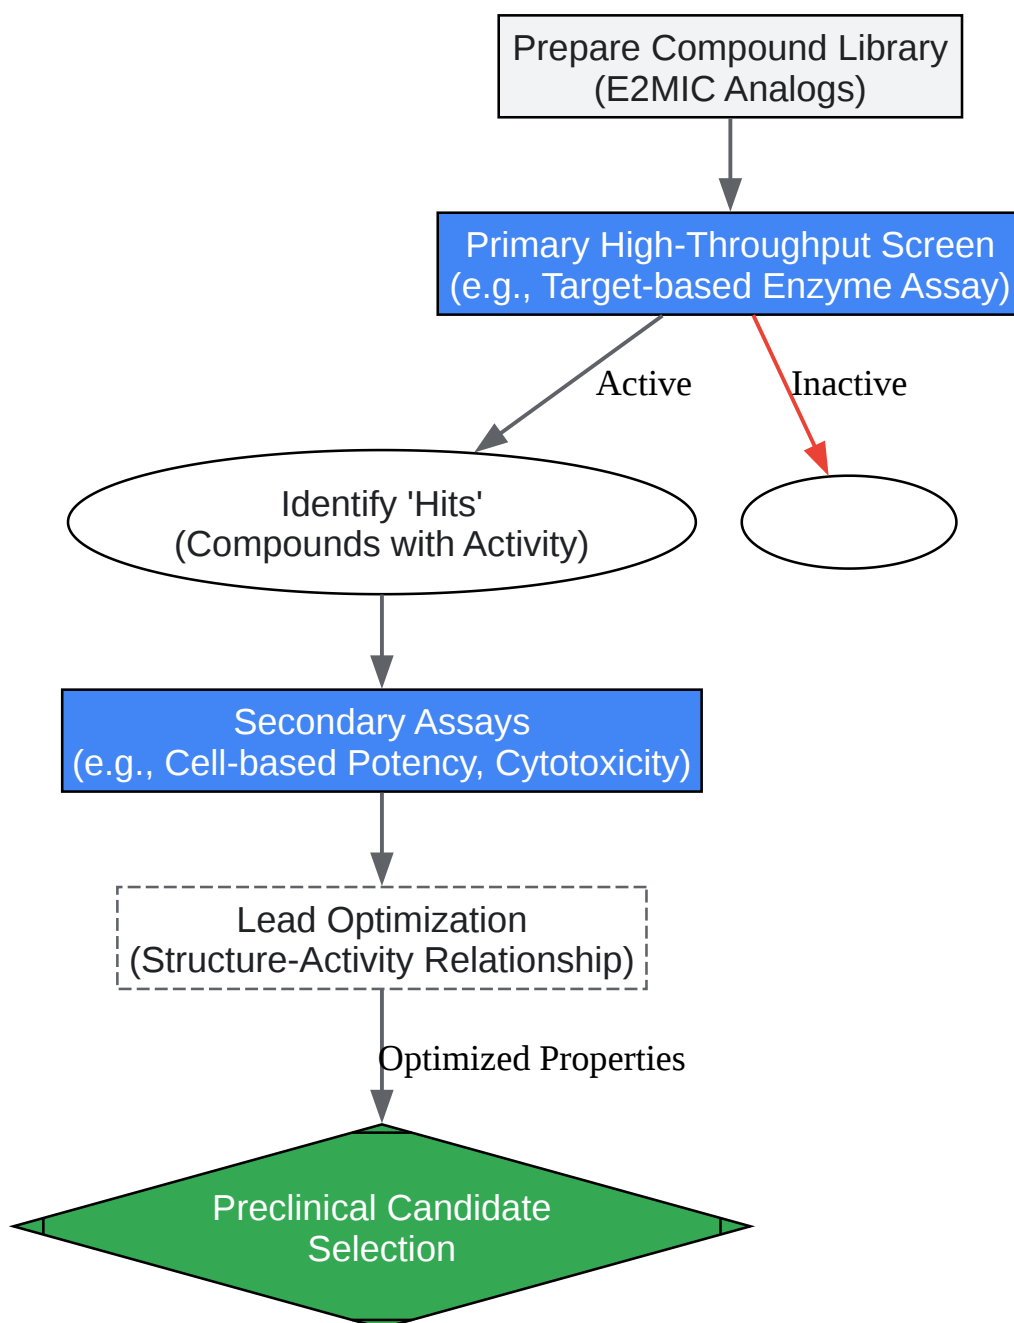 Prepare Compound Library
(E2MIC Analogs)
Primary High-Throughput Screen
(e.g., Target-based Enzyme Assay)
Active
Inactive
Identify 'Hits'
(Compounds with Activity)
Secondary Assays
(e.g., Cell-based Potency, Cytotoxicity)
Lead Optimization
(Structure-Activity Relationship)
Optimized Properties
Preclinical Candidate
Selection